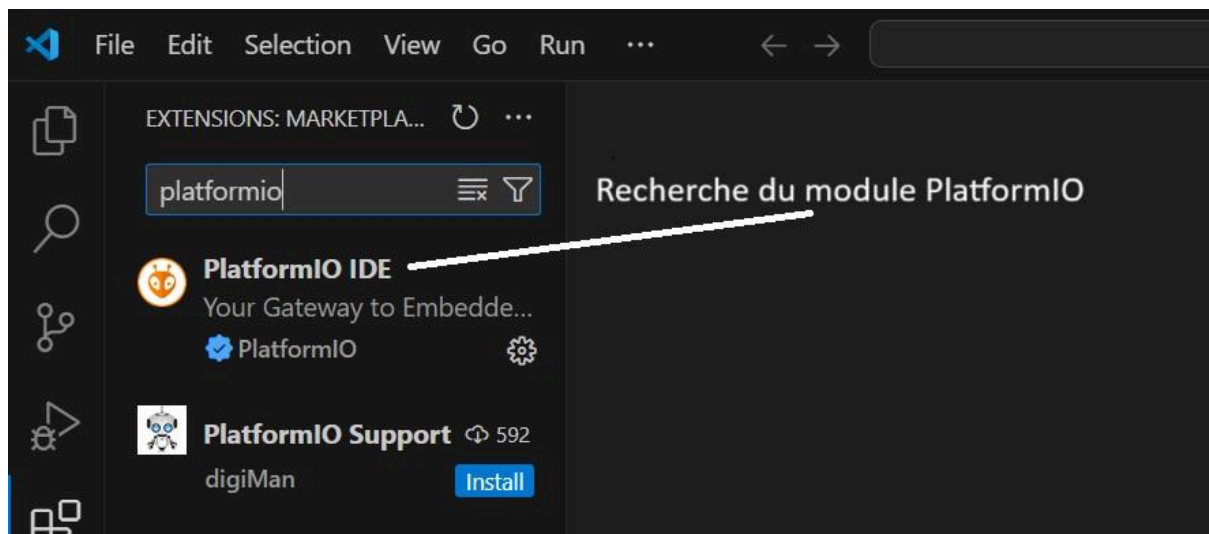 File Edit Selection View Go Run ...
EXTENSIONS: MARKETPLA... ...
platformio
Recherche du module PlatformIO
PlatformIO IDE
Your Gateway to Embedde...
PlatformIO
PlatformIO Support 592
digiMan Install